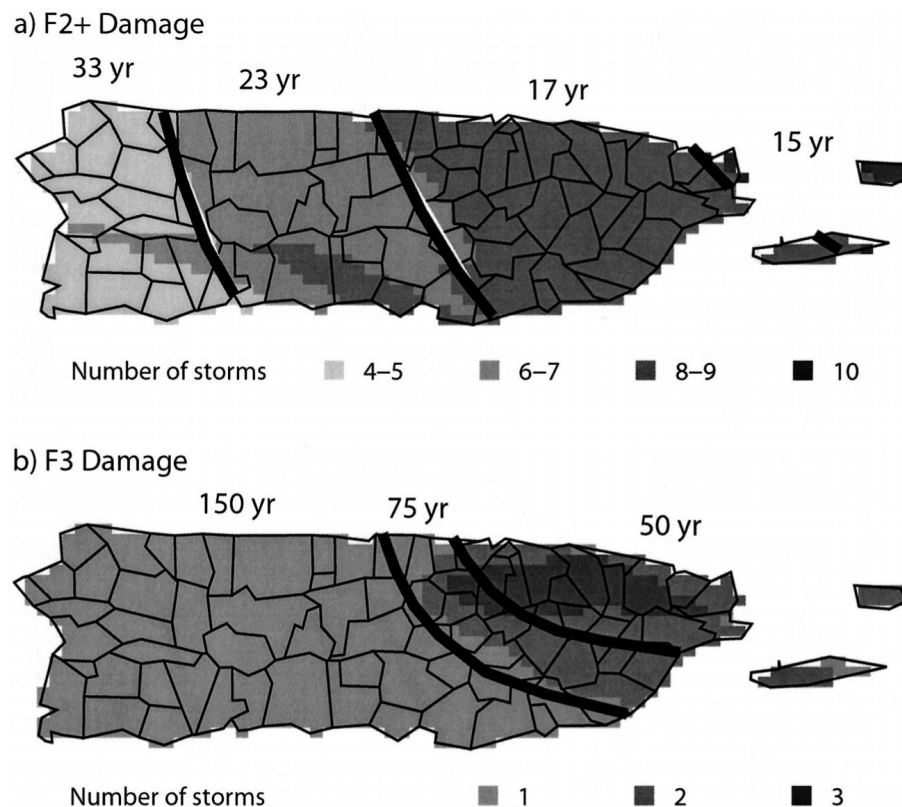 a) F2+ Damage
33 yr
23 yr
17 yr
15 yr
Number of storms 4–5 6–7 8–9 10
b) F3 Damage
150 yr
75 yr
50 yr
Number of storms 1 2 3